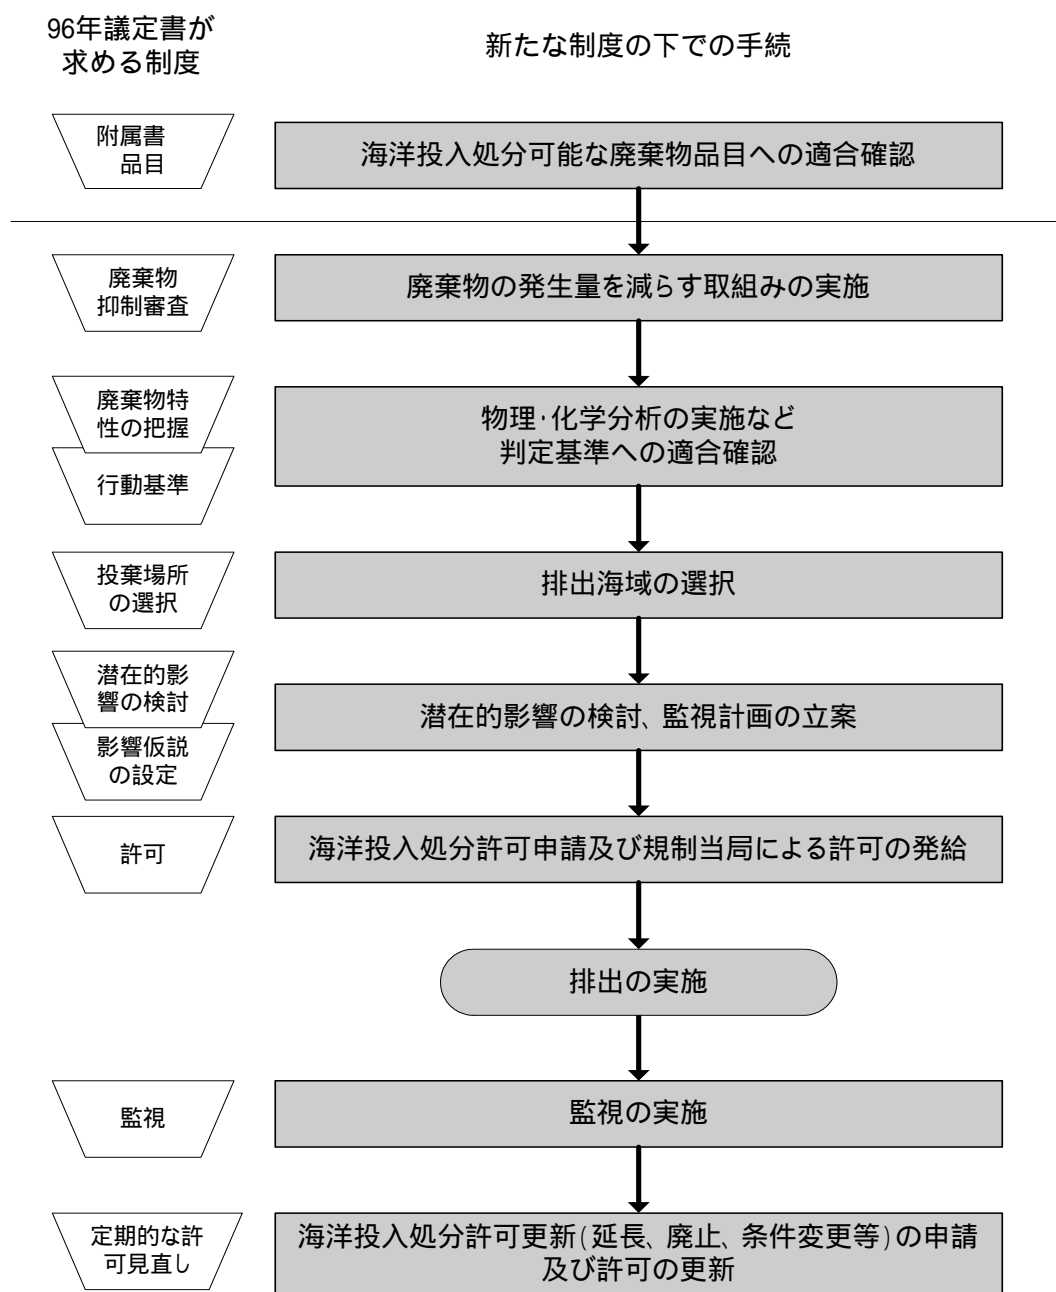 96年議定書が
求める制度
新たな制度の下での手続
附属書
品目
海洋投入処分可能な廃棄物品目への適合確認
廃棄物
抑制審査
廃棄物の発生量を減らす取組みの実施
廃棄物特
性の把握
行動基準
物理・化学分析の実施など
判定基準への適合確認
投棄場所
の選択
排出海域の選択
潜在的影
響の検討
影響仮説
の設定
潜在的影響の検討、監視計画の立案
許可
海洋投入処分許可申請及び規制当局による許可の発給
排出の実施
監視
監視の実施
定期的な許
可見直し
海洋投入処分許可更新(延長、廃止、条件変更等)の申請
及び許可の更新